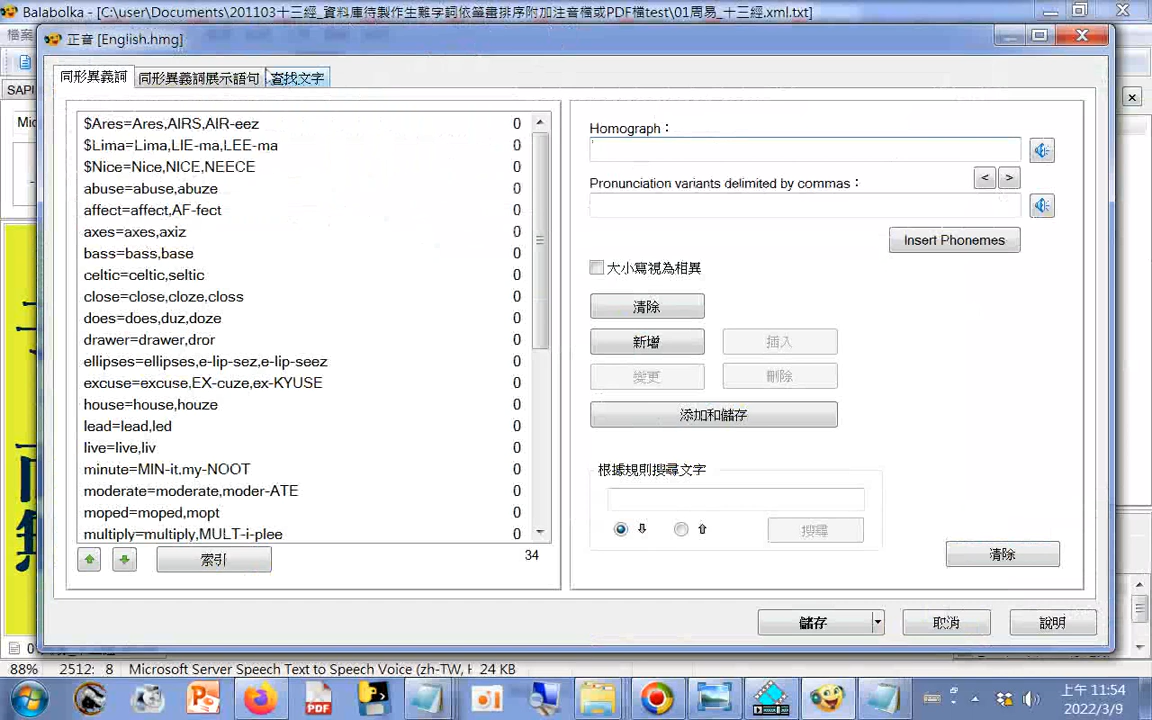 Balabolka - [C:\user\Documents\201103十三經_資料庫待製作生難字詞依筆畫排序附加注音檔或PDF檔test\01周易_十三經.xml.txt]
正音 [English.hmg]
檔案
SAPI
Mic
同形異義詞 同形異義詞展示語句 查找文字
$Ares=Ares,AIRS,AIR-eez 0
$Lima=Lima,LIE-ma,LEE-ma 0
$Nice=Nice,NICE,NEECE 0
abuse=abuse,abuze 0
affect=affect,AF-fect 0
axes=axes,axiz 0
bass=bass,base 0
celtic=celtic,seltic 0
close=close,cloze,closs 0
does=does,duz,doze 0
drawer=drawer,dror 0
ellipses=ellipses,e-lip-sez,e-lip-seez 0
excuse=excuse,EX-cuze,ex-KYUSE 0
house=house,houze 0
lead=lead,led 0
live=live,liv 0
minute=MIN-it,my-NOOT 0
moderate=moderate,moder-ATE 0
moped=moped,mopt 0
multiply=multiply,MULT-i-plee 0
索引 34
Homograph：
< >
Pronunciation variants delimited by commas：
Insert Phonemes
大小寫視為相異
清除
新增 插入
變更 刪除
添加和儲存
根據規則搜尋文字
搜尋
清除
儲存 取消 說明
88% 2512: 8 Microsoft Server Speech Text to Speech Voice (zh-TW, H 24 KB
PDF
上午 11:54
2022/3/9